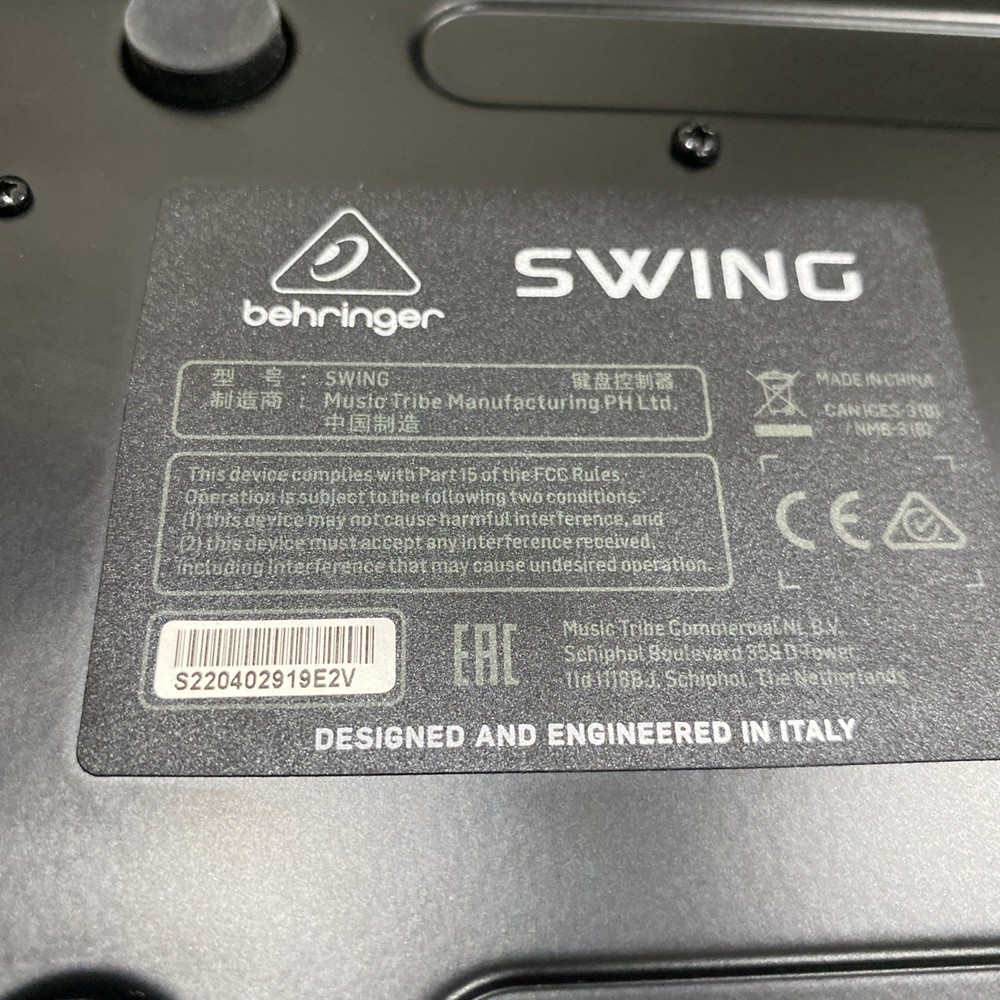 behringer
SWING
型 号 : SWING 键盘控制器
制造商 : Music Tribe Manufacturing PH Ltd.
中国制造
MADE IN CHINA
CAN ICES-3(B)
/NMB-3(B)
This device complies with Part 15 of the FCC Rules
Operation is subject to the following two conditions:
(1) this device may not cause harmful interference, and
(2) this device must accept any interference received,
including interference that may cause undesired operation.
CE
S220402919E2V
EAC
Music Tribe Commercial NL B.V.
Schiphol Boulevard 359 D-Tower,
11d 1118BJ, Schiphol, The Netherlands
DESIGNED AND ENGINEERED IN ITALY